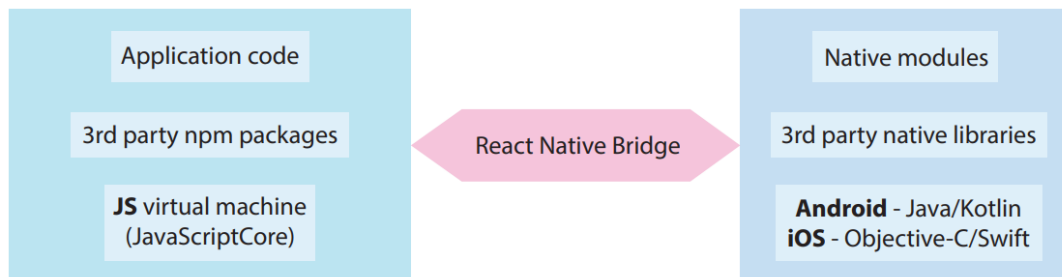 Application code
3rd party npm packages
JS virtual machine
(JavaScriptCore)
React Native Bridge
Native modules
3rd party native libraries
Android - Java/Kotlin
iOS - Objective-C/Swift